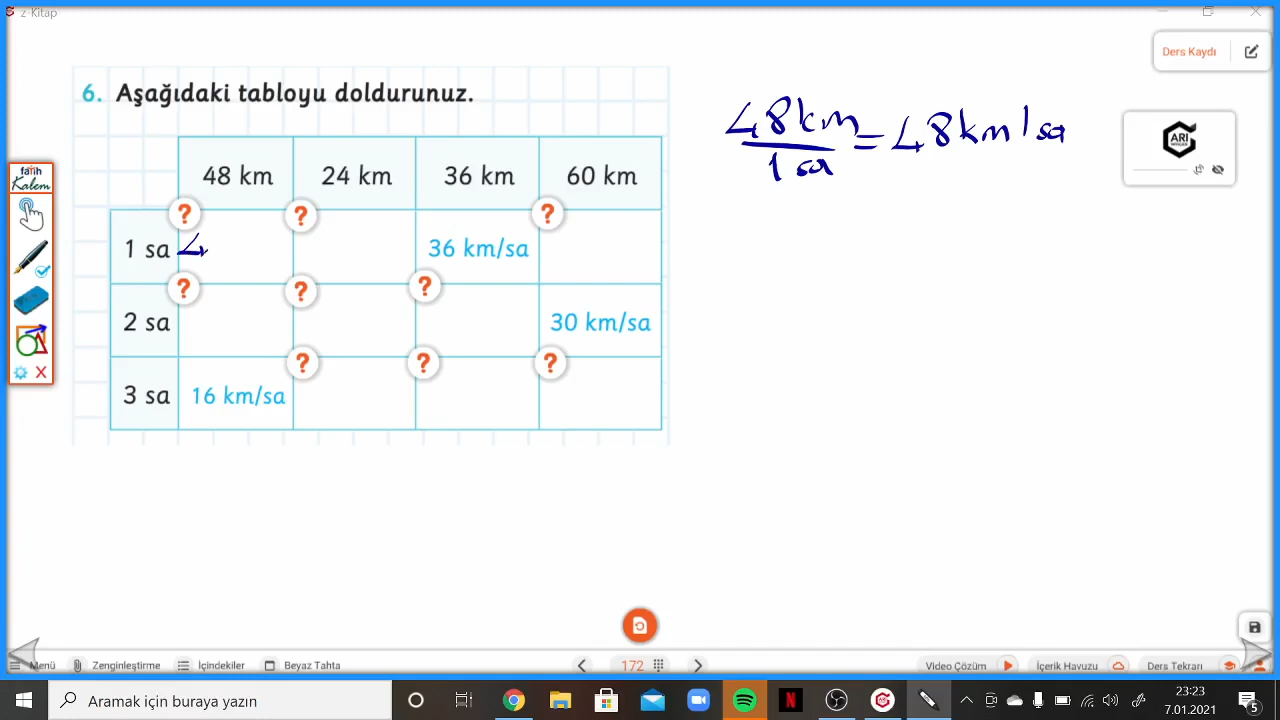 z-Kitap
Ders Kaydı
6. Aşağıdaki tabloyu doldurunuz.
48 km / 1 sa = 48 km/sa
ARI
fatih
Kalem
48 km 24 km 36 km 60 km
? ? ?
1 sa 4 36 km/sa
? ? ?
2 sa 30 km/sa
? ? ?
3 sa 16 km/sa
Menü Zenginleştirme İçindekiler Beyaz Tahta 172 Video Çözüm İçerik Havuzu Ders Tekrarı
Aramak için buraya yazın
N
23:23
7.01.2021
5